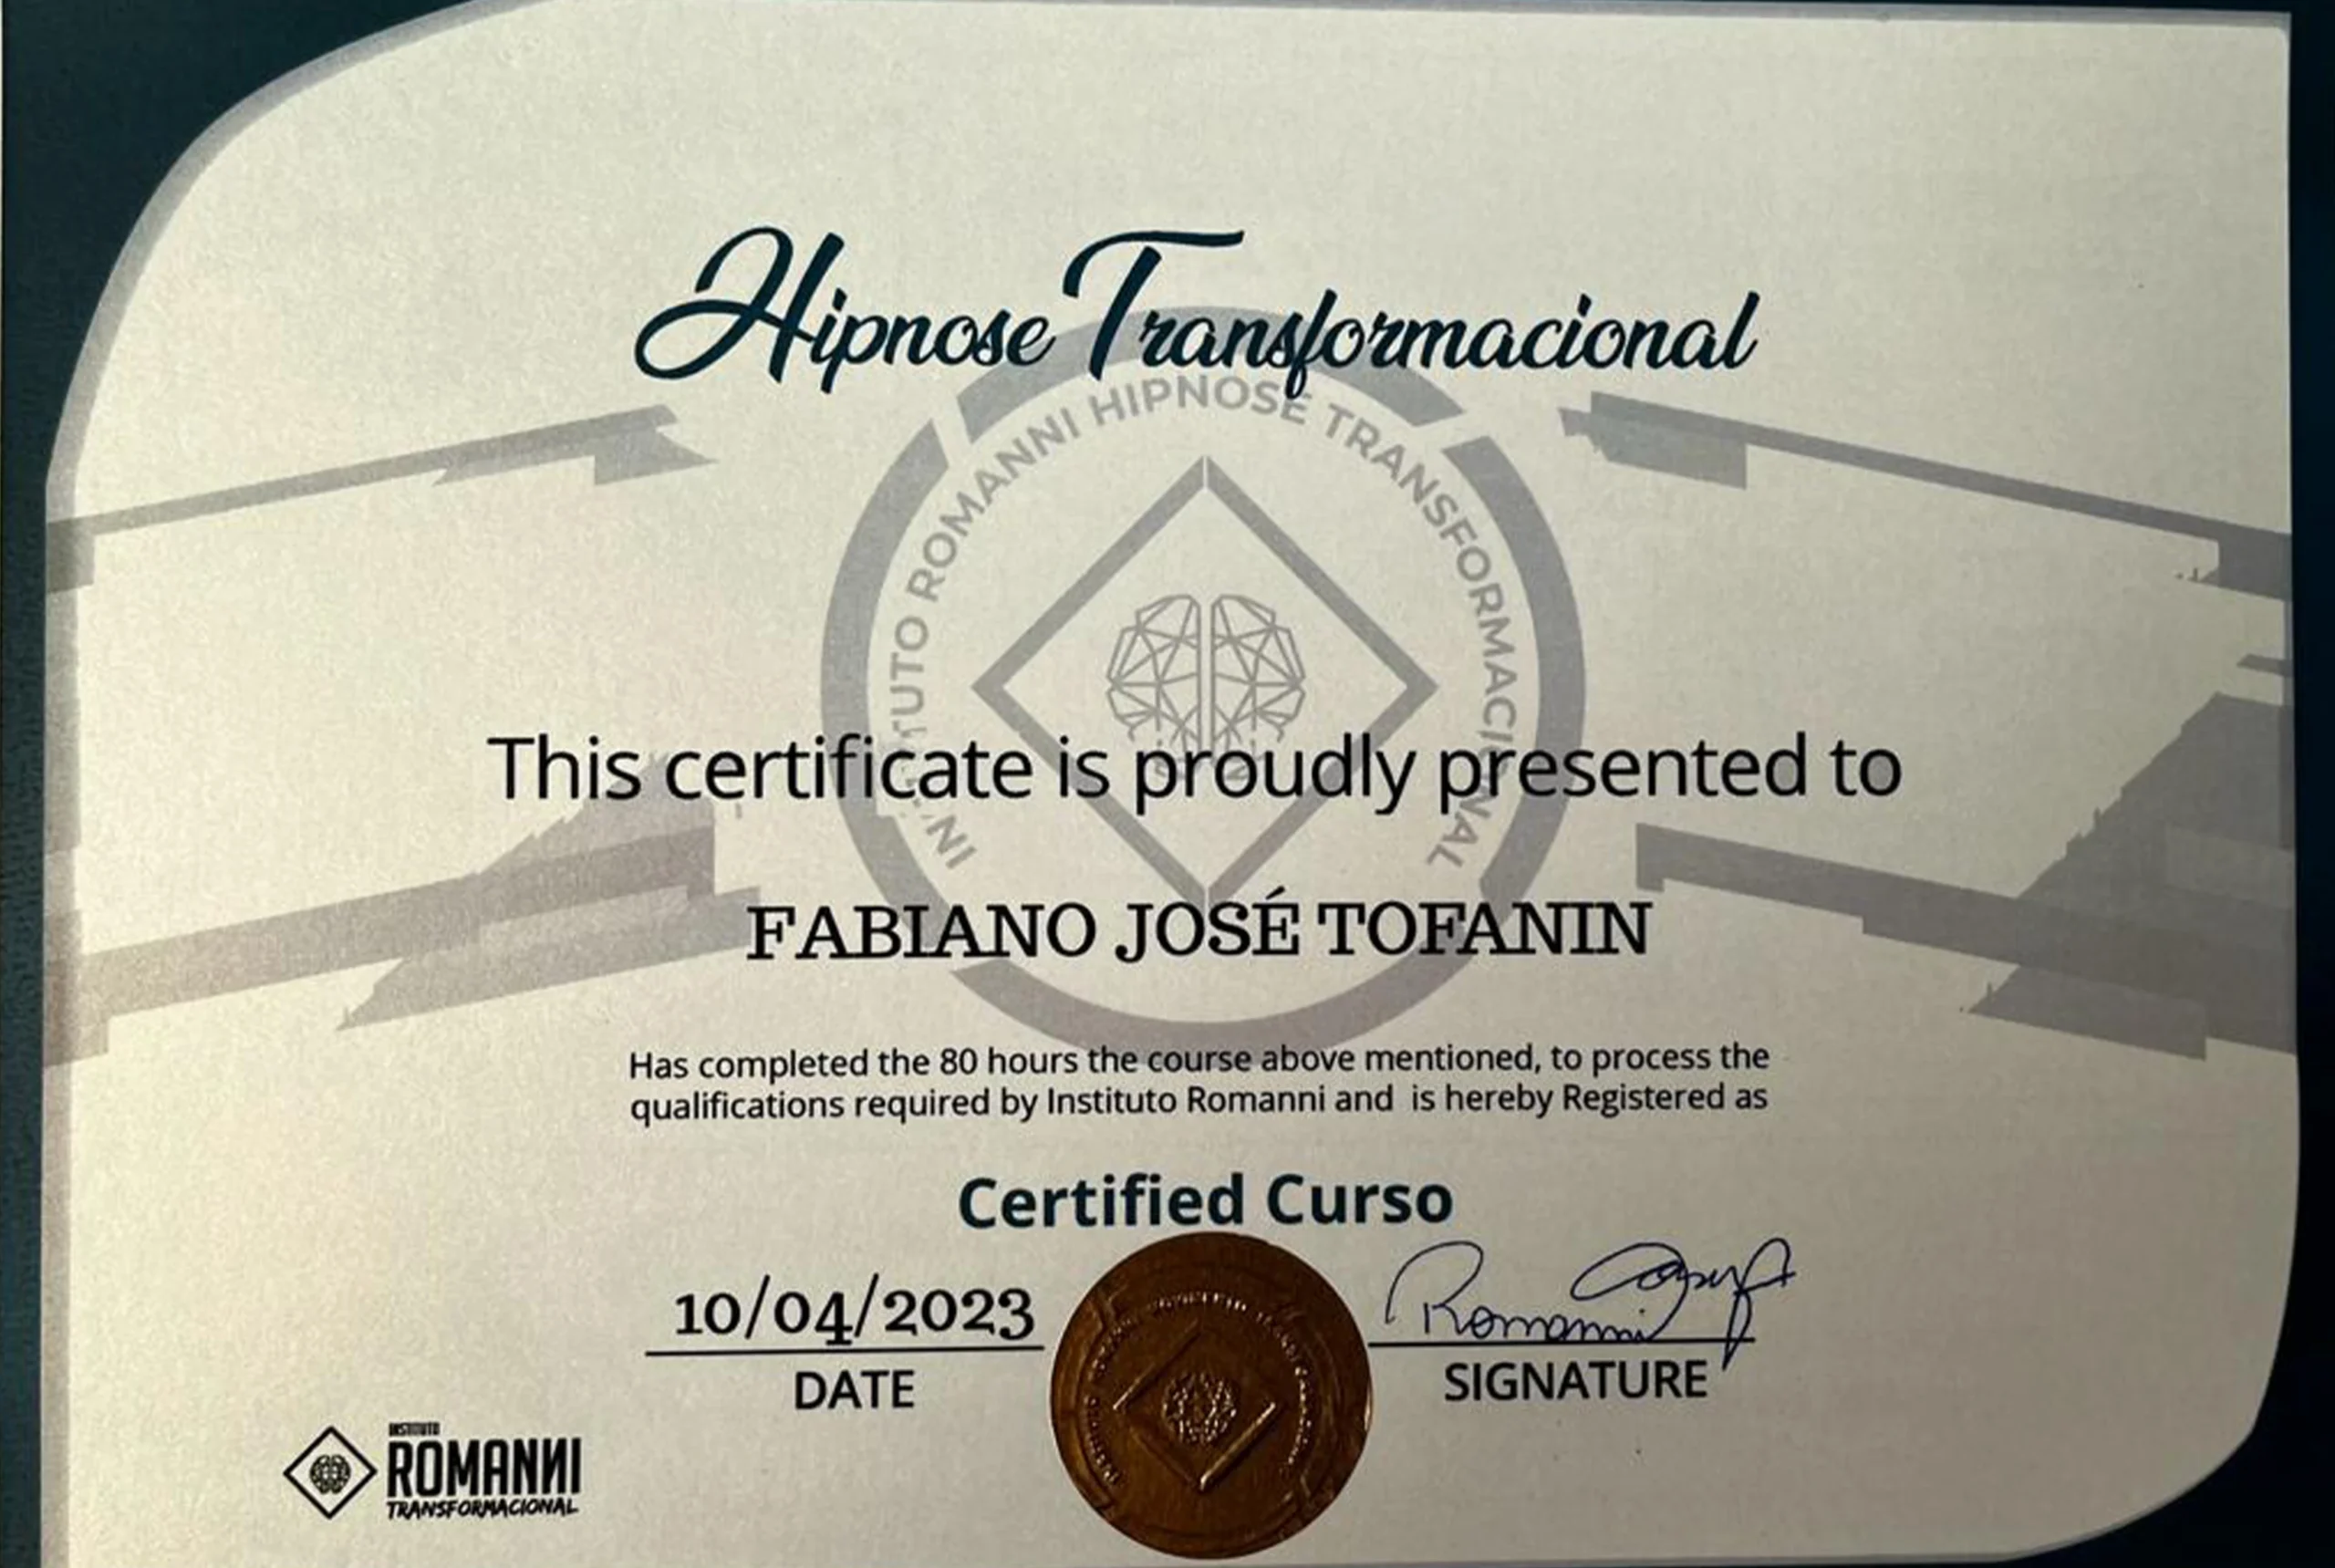 Hipnose Transformacional
INSTITUTO ROMANNI HIPNOSE TRANSFORMACIONAL
This certificate is proudly presented to
FABIANO JOSÉ TOFANIN
Has completed the 80 hours the course above mentioned, to process the
qualifications required by Instituto Romanni and is hereby Registered as
Certified Curso
10/04/2023
DATE
Romanni
SIGNATURE
INSTITUTO
ROMANNI
TRANSFORMACIONAL